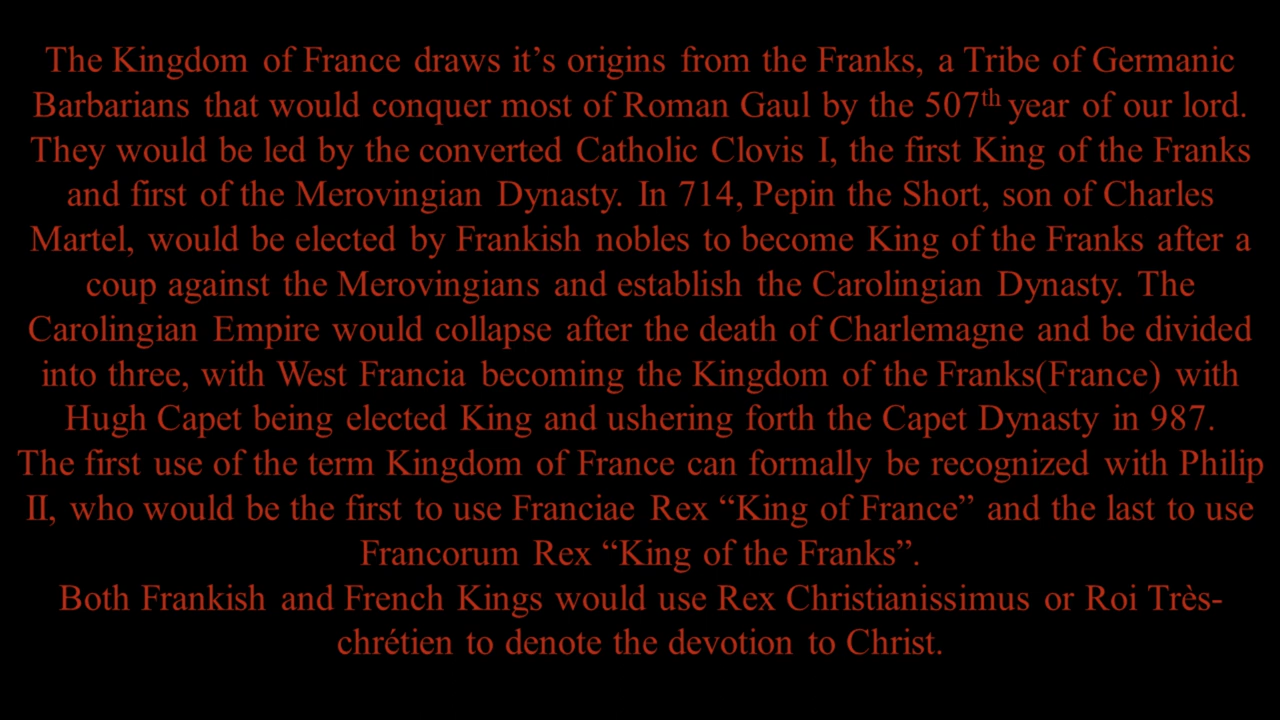 The Kingdom of France draws it’s origins from the Franks, a Tribe of Germanic
Barbarians that would conquer most of Roman Gaul by the 507th year of our lord.
They would be led by the converted Catholic Clovis I, the first King of the Franks
and first of the Merovingian Dynasty. In 714, Pepin the Short, son of Charles
Martel, would be elected by Frankish nobles to become King of the Franks after a
coup against the Merovingians and establish the Carolingian Dynasty. The
Carolingian Empire would collapse after the death of Charlemagne and be divided
into three, with West Francia becoming the Kingdom of the Franks(France) with
Hugh Capet being elected King and ushering forth the Capet Dynasty in 987.
The first use of the term Kingdom of France can formally be recognized with Philip
II, who would be the first to use Franciae Rex “King of France” and the last to use
Francorum Rex “King of the Franks”.
Both Frankish and French Kings would use Rex Christianissimus or Roi Très-
chrétien to denote the devotion to Christ.